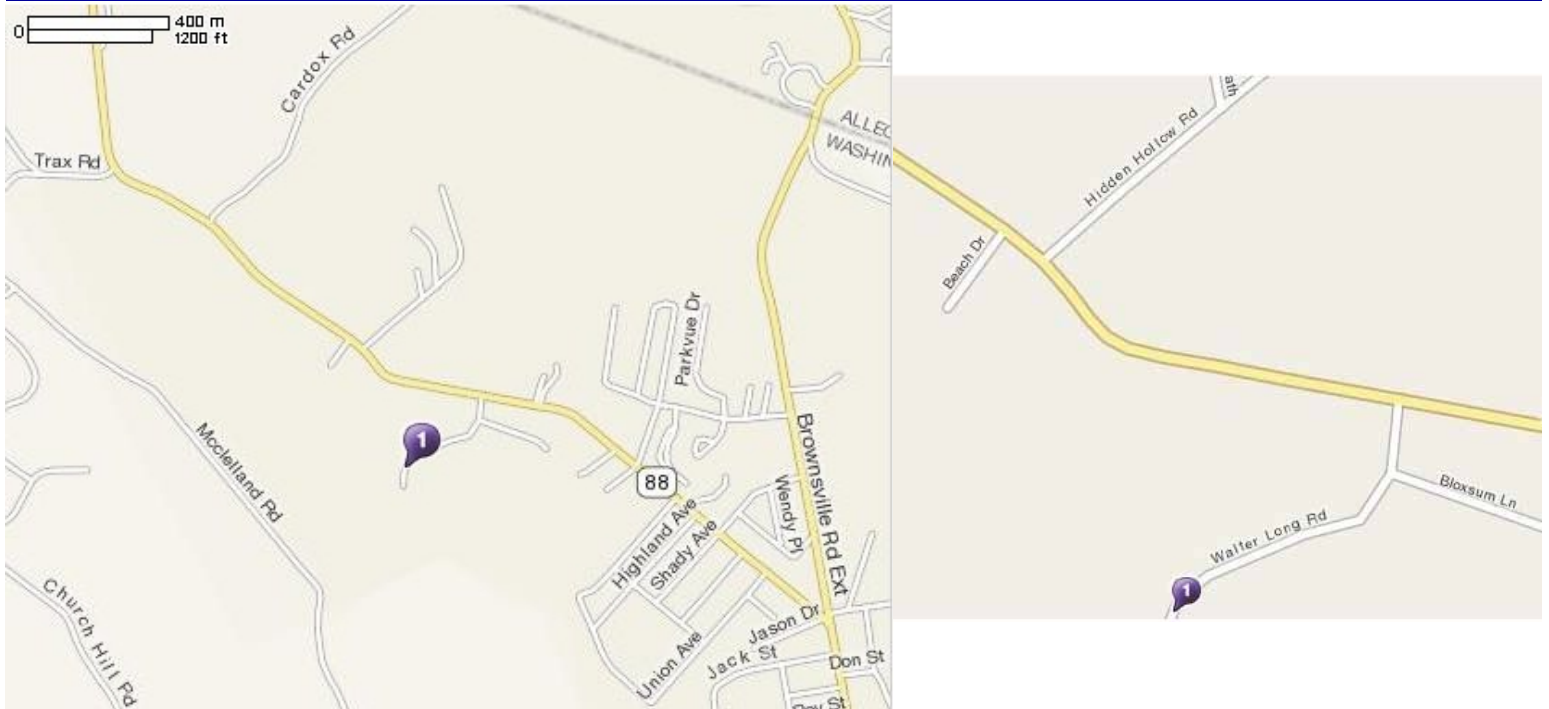 0
400 m
1200 ft
Cardox Rd
Trax Rd
ALLEG
WASHIN
Parkvue Dr
Mcclelland Rd
1
88
Brownsville Rd Ext
Wendy Pl
Highland Ave
Shady Ave
Church Hill Rd
Union Ave
Jason Dr
Jack St
Don St
St
ath
Hidden Hollow Rd
Beach Dr
Bloxsum Ln
Walter Long Rd
1